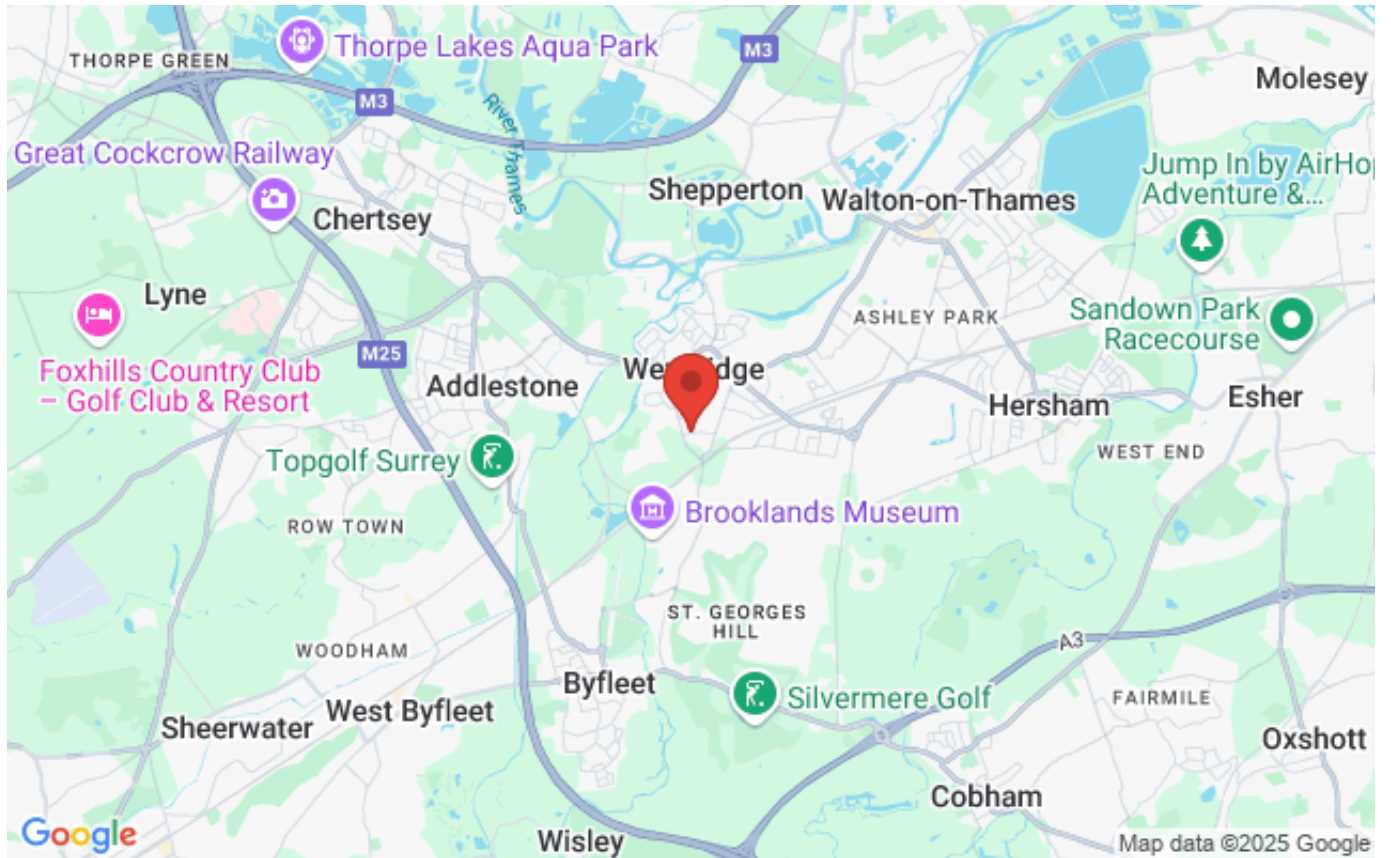 Thorpe Lakes Aqua Park
THORPE GREEN
M3
Molesey
M3
River Thames
Great Cockcrow Railway
Jump In by AirHop
Adventure &...
Shepperton
Walton-on-Thames
Chertsey
Lyne
Sandown Park
Racecourse
ASHLEY PARK
M25
Foxhills Country Club
– Golf Club & Resort
Addlestone
Hersham
Esher
WEST END
Topgolf Surrey
Brooklands Museum
ROW TOWN
ST. GEORGES
HILL
A3
WOODHAM
Byfleet
West Byfleet
Silvermere Golf
FAIRMILE
Sheerwater
Oxshott
Cobham
Google
Wisley
Map data ©2025 Google